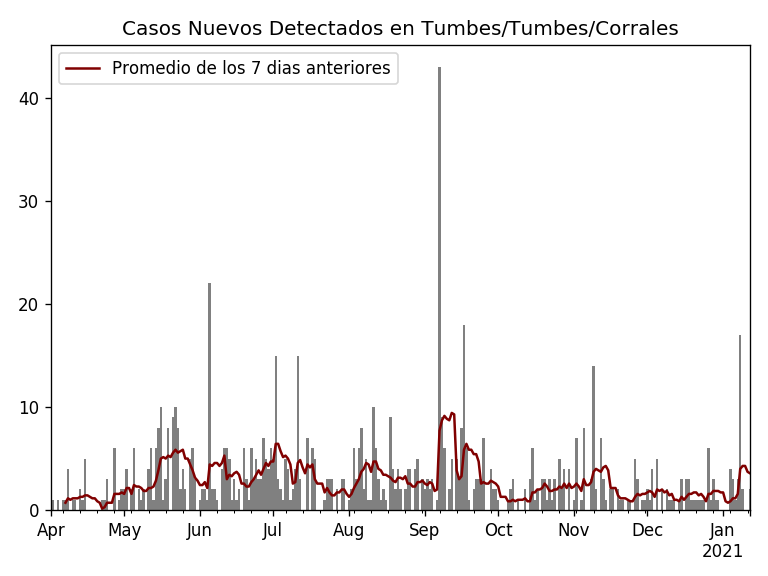 Casos Nuevos Detectados en Tumbes/Tumbes/Corrales
Promedio de los 7 dias anteriores
40
30
20
10
0
Apr May Jun Jul Aug Sep Oct Nov Dec Jan
2021